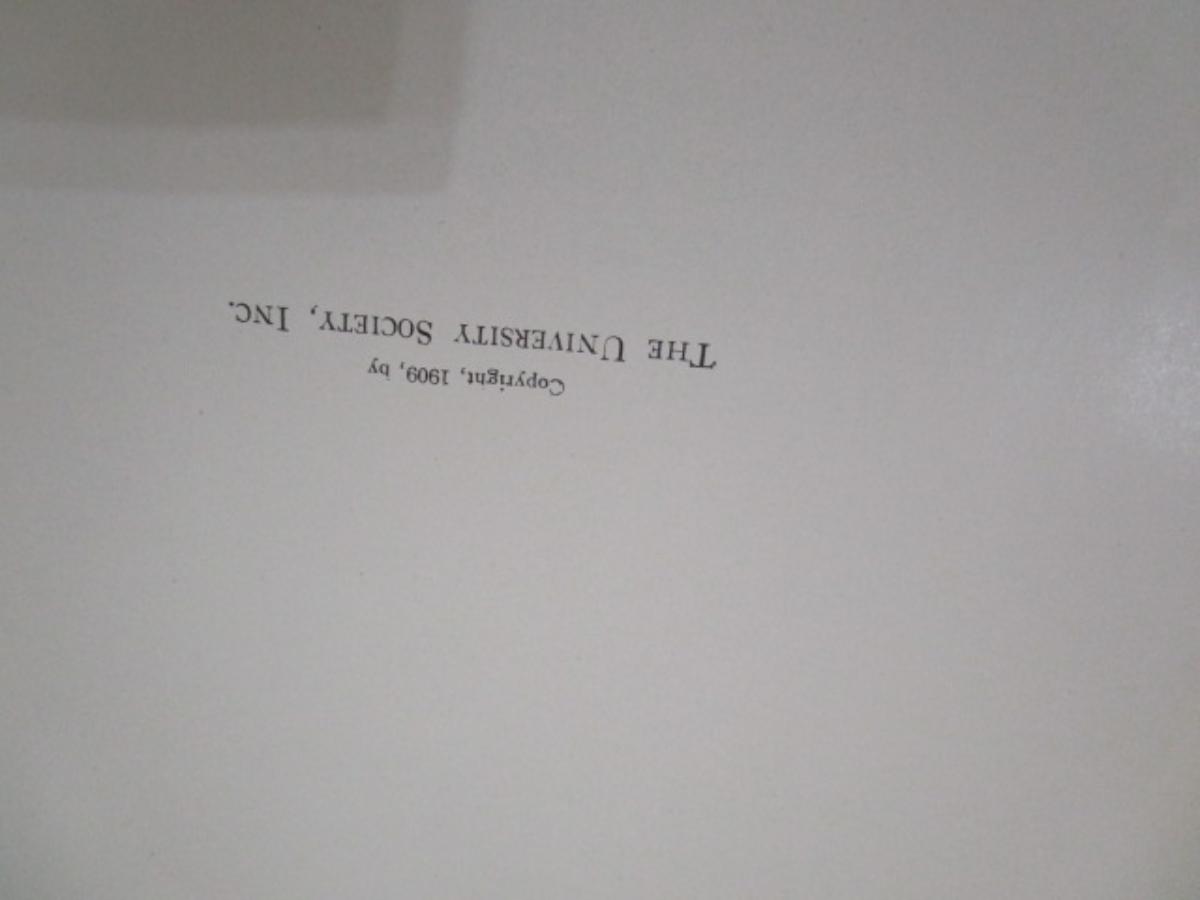 Copyright, 1909, by
THE UNIVERSITY SOCIETY, INC.